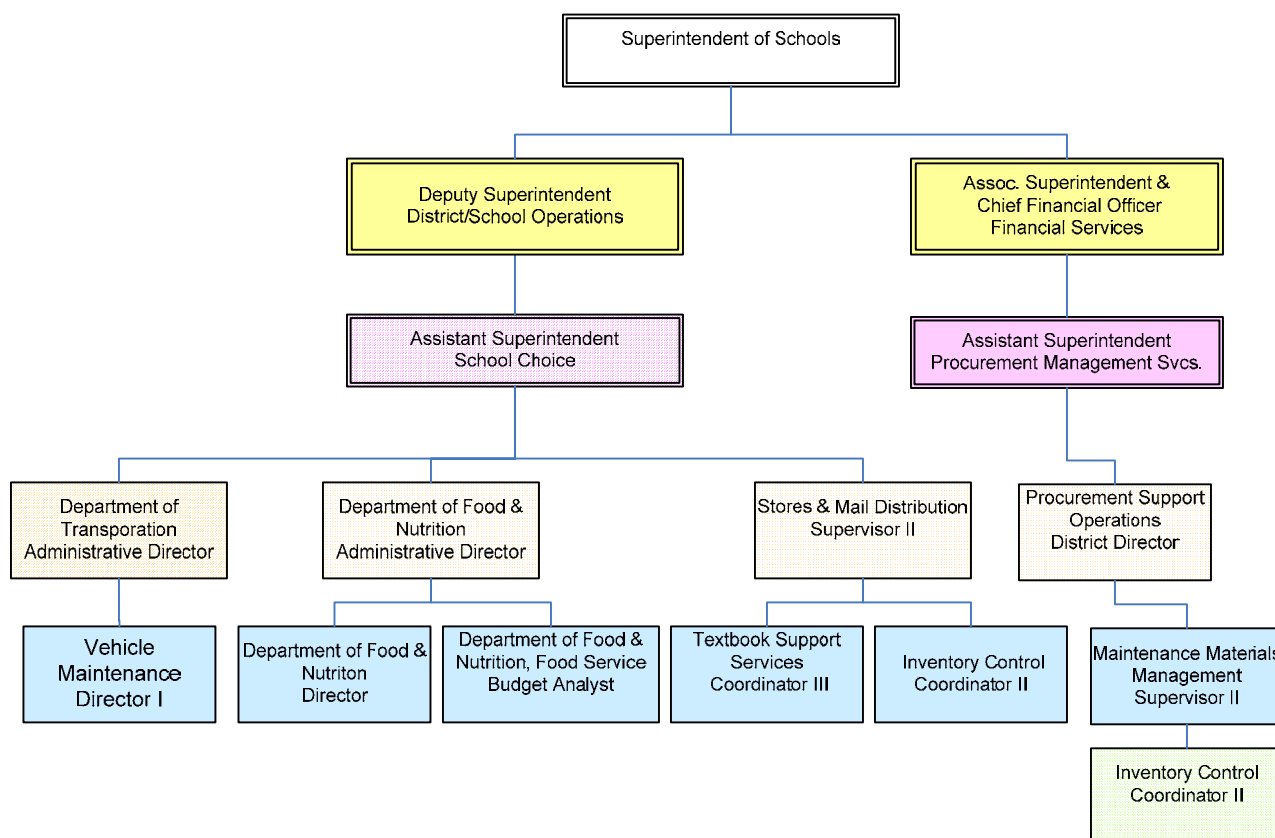 Superintendent of Schools
Deputy Superintendent
District/School Operations
Assoc. Superintendent &
Chief Financial Officer
Financial Services
Assistant Superintendent
School Choice
Assistant Superintendent
Procurement Management Svcs.
Department of
Transporation
Administrative Director
Department of Food &
Nutrition
Administrative Director
Stores & Mail Distribution
Supervisor II
Procurement Support
Operations
District Director
Vehicle
Maintenance
Director I
Department of Food &
Nutriton
Director
Department of Food &
Nutrition, Food Service
Budget Analyst
Textbook Support
Services
Coordinator III
Inventory Control
Coordinator II
Maintenance Materials
Management
Supervisor II
Inventory Control
Coordinator II